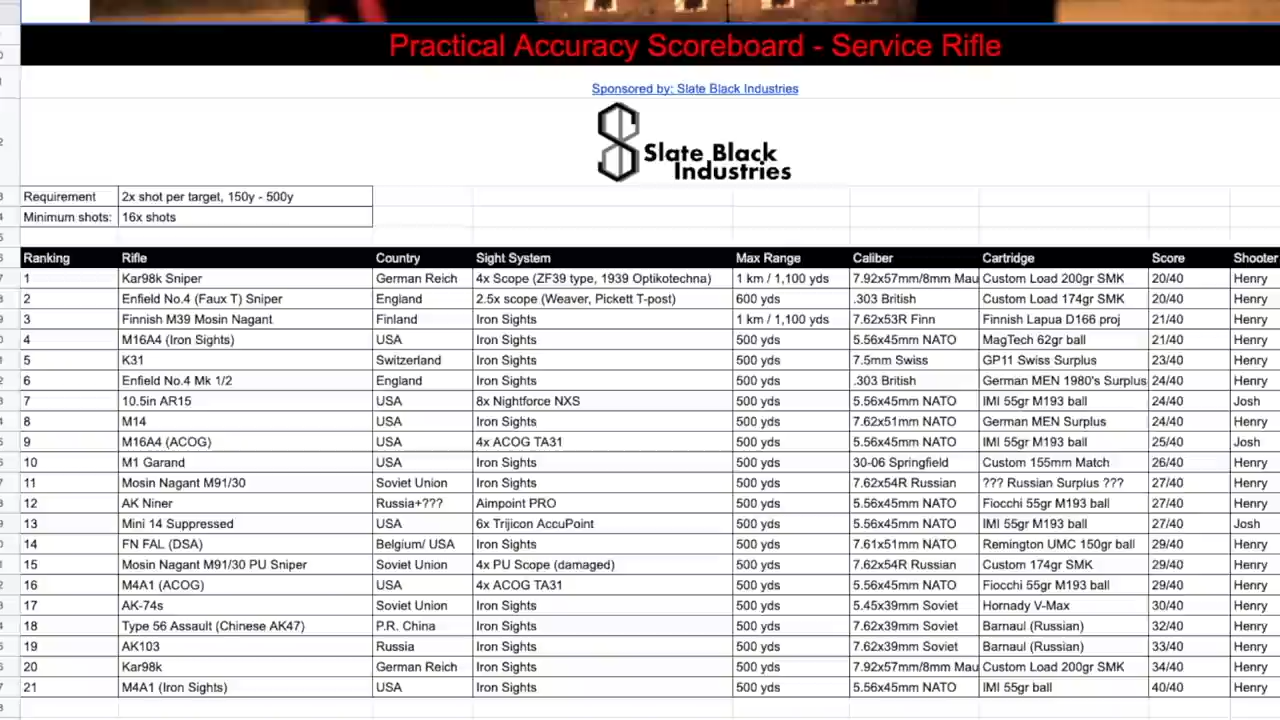 Practical Accuracy Scoreboard - Service Rifle
Sponsored by: Slate Black Industries
Slate Black
Industries
Requirement 2x shot per target, 150y - 500y
Minimum shots: 16x shots
Ranking Rifle Country Sight System Max Range Caliber Cartridge Score Shooter
1 Kar98k Sniper German Reich 4x Scope (ZF39 type, 1939 Optikotechna) 1 km / 1,100 yds 7.92x57mm/8mm Mau Custom Load 200gr SMK 20/40 Henry
2 Enfield No.4 (Faux T) Sniper England 2.5x scope (Weaver, Pickett T-post) 600 yds .303 British Custom Load 174gr SMK 20/40 Henry
3 Finnish M39 Mosin Nagant Finland Iron Sights 1 km / 1,100 yds 7.62x53R Finn Finnish Lapua D166 proj 21/40 Henry
4 M16A4 (Iron Sights) USA Iron Sights 500 yds 5.56x45mm NATO MagTech 62gr ball 21/40 Henry
5 K31 Switzerland Iron Sights 500 yds 7.5mm Swiss GP11 Swiss Surplus 23/40 Henry
6 Enfield No.4 Mk 1/2 England Iron Sights 500 yds .303 British German MEN 1980's Surplus 24/40 Henry
7 10.5in AR15 USA 8x Nightforce NXS 500 yds 5.56x45mm NATO IMI 55gr M193 ball 24/40 Josh
8 M14 USA Iron Sights 500 yds 7.62x51mm NATO German MEN Surplus 24/40 Henry
9 M16A4 (ACOG) USA 4x ACOG TA31 500 yds 5.56x45mm NATO IMI 55gr M193 ball 25/40 Josh
10 M1 Garand USA Iron Sights 500 yds 30-06 Springfield Custom 155mm Match 26/40 Henry
11 Mosin Nagant M91/30 Soviet Union Iron Sights 500 yds 7.62x54R Russian ??? Russian Surplus ??? 27/40 Henry
12 AK Niner Russia+??? Aimpoint PRO 500 yds 5.56x45mm NATO Fiocchi 55gr M193 ball 27/40 Henry
13 Mini 14 Suppressed USA 6x Trijicon AccuPoint 500 yds 5.56x45mm NATO IMI 55gr M193 ball 27/40 Josh
14 FN FAL (DSA) Belgium/ USA Iron Sights 500 yds 7.61x51mm NATO Remington UMC 150gr ball 29/40 Henry
15 Mosin Nagant M91/30 PU Sniper Soviet Union 4x PU Scope (damaged) 500 yds 7.62x54R Russian Custom 174gr SMK 29/40 Henry
16 M4A1 (ACOG) USA 4x ACOG TA31 500 yds 5.56x45mm NATO Fiocchi 55gr M193 ball 29/40 Henry
17 AK-74s Soviet Union Iron Sights 500 yds 5.45x39mm Soviet Hornady V-Max 30/40 Henry
18 Type 56 Assault (Chinese AK47) P.R. China Iron Sights 500 yds 7.62x39mm Soviet Barnaul (Russian) 32/40 Henry
19 AK103 Russia Iron Sights 500 yds 7.62x39mm Soviet Barnaul (Russian) 33/40 Henry
20 Kar98k German Reich Iron Sights 500 yds 7.92x57mm/8mm Mau Custom Load 200gr SMK 34/40 Henry
21 M4A1 (Iron Sights) USA Iron Sights 500 yds 5.56x45mm NATO IMI 55gr ball 40/40 Henry